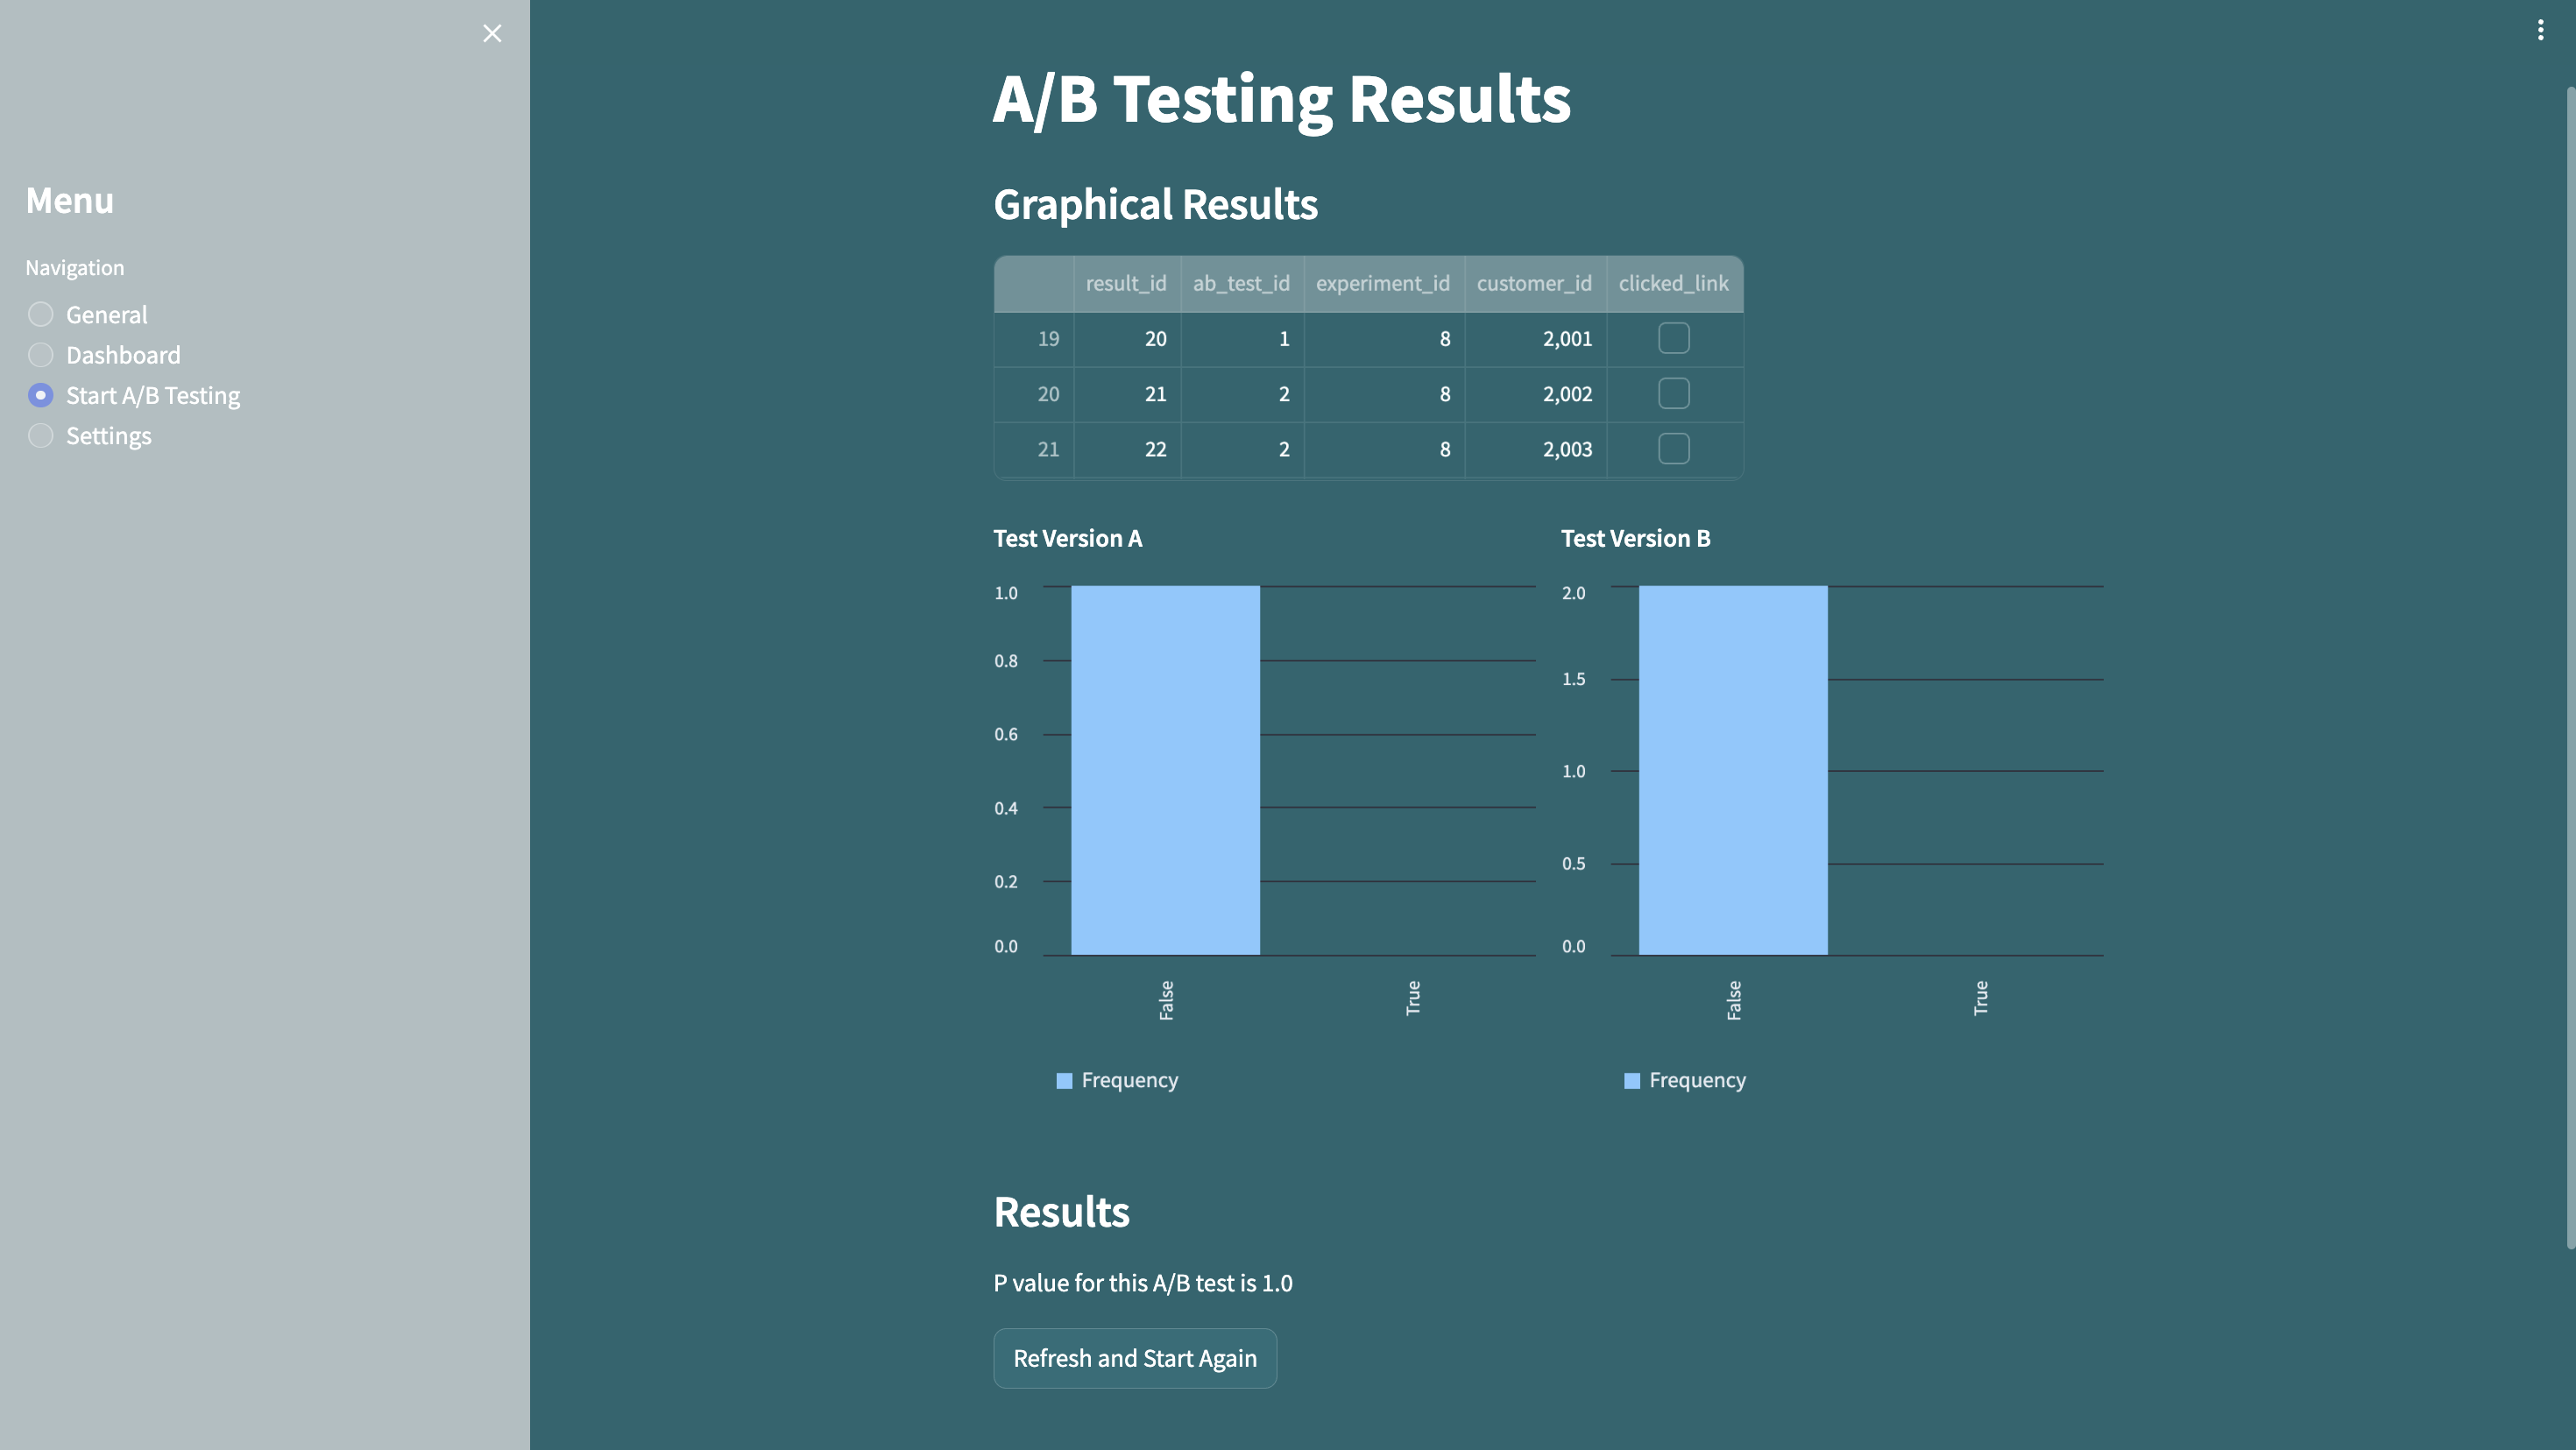 A/B Testing Results
Menu
Navigation
General
Dashboard
Start A/B Testing
Settings
Graphical Results
result_id ab_test_id experiment_id customer_id clicked_link
19 20 1 8 2,001
20 21 2 8 2,002
21 22 2 8 2,003
Test Version A
1.0
0.8
0.6
0.4
0.2
0.0
False True
Frequency
Test Version B
2.0
1.5
1.0
0.5
0.0
False True
Frequency
Results
P value for this A/B test is 1.0
Refresh and Start Again